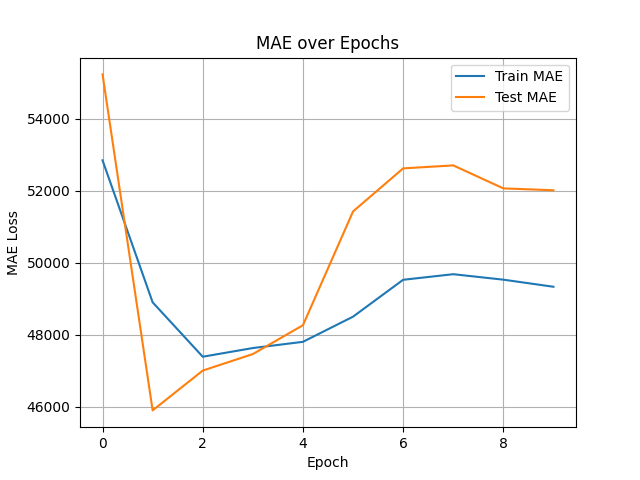 MAE over Epochs
Train MAE
Test MAE
54000
52000
50000
48000
46000
MAE Loss
0 2 4 6 8
Epoch